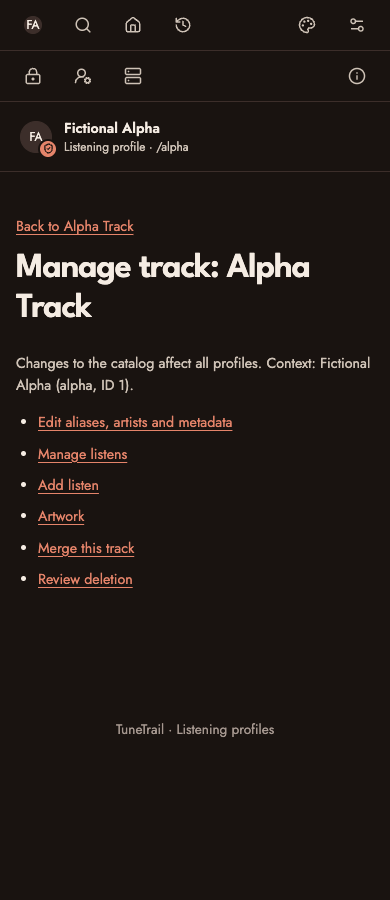 FA
FA
Fictional Alpha
Listening profile · /alpha
Back to Alpha Track
Manage track: Alpha
Track
Changes to the catalog affect all profiles. Context: Fictional
Alpha (alpha, ID 1).
Edit aliases, artists and metadata
Manage listens
Add listen
Artwork
Merge this track
Review deletion
TuneTrail · Listening profiles